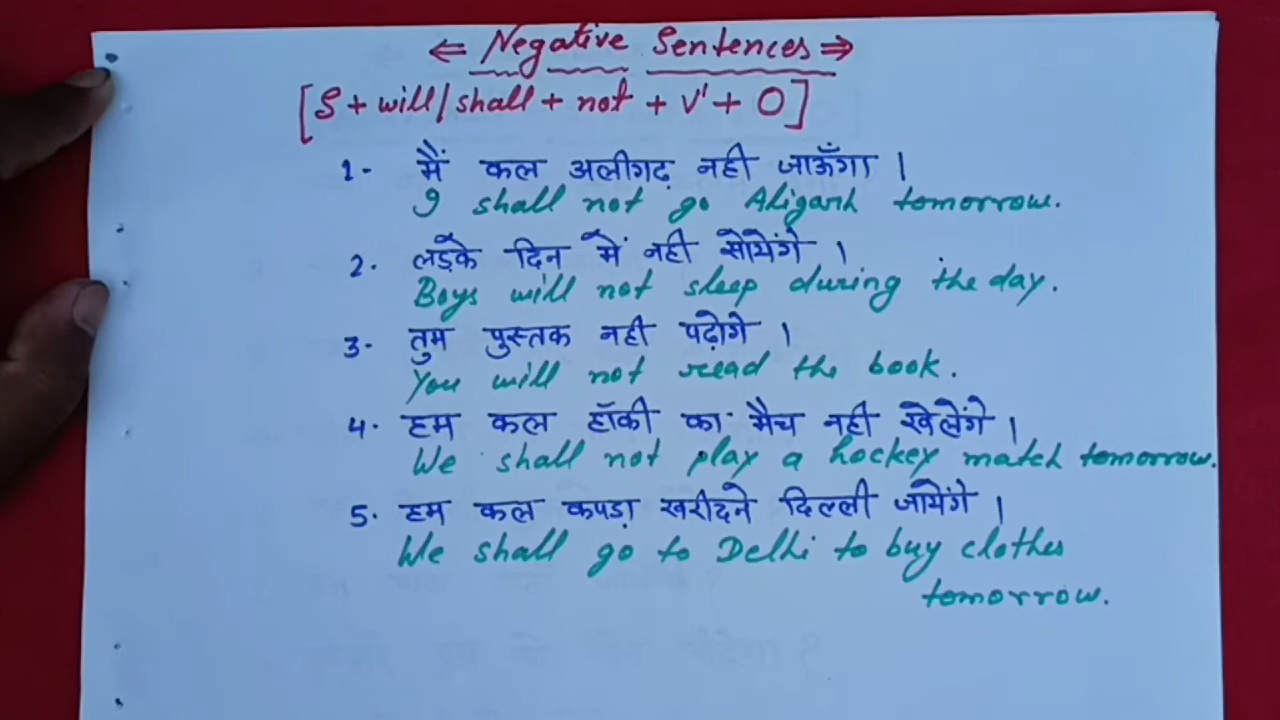 ⇐ Negative Sentences ⇒
[S + will/shall + not + V¹ + O]
1- मैं कल अलीगढ़ नही जाऊँगा ।
I shall not go Aligarh tomorrow.
2. लड़के दिन में नही सोयेंगे ।
Boys will not sleep during the day.
3- तुम पुस्तक नही पढ़ोगे ।
You will not read the book.
4. हम कल हॉकी का मैच नही खेलेंगे ।
We shall not play a hockey match tomorrow.
5. हम कल कपड़ा खरीदने दिल्ली जायेंगे ।
We shall go to Delhi to buy clothes
tomorrow.